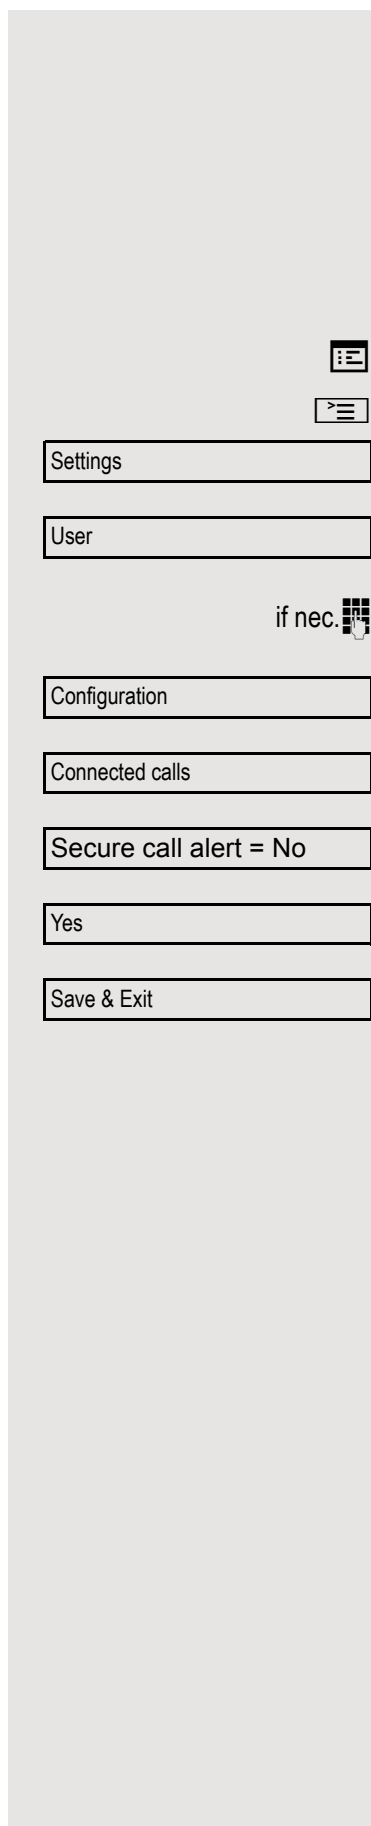 Settings
User
if nec.
Configuration
Connected calls
Secure call alert = No
Yes
Save & Exit